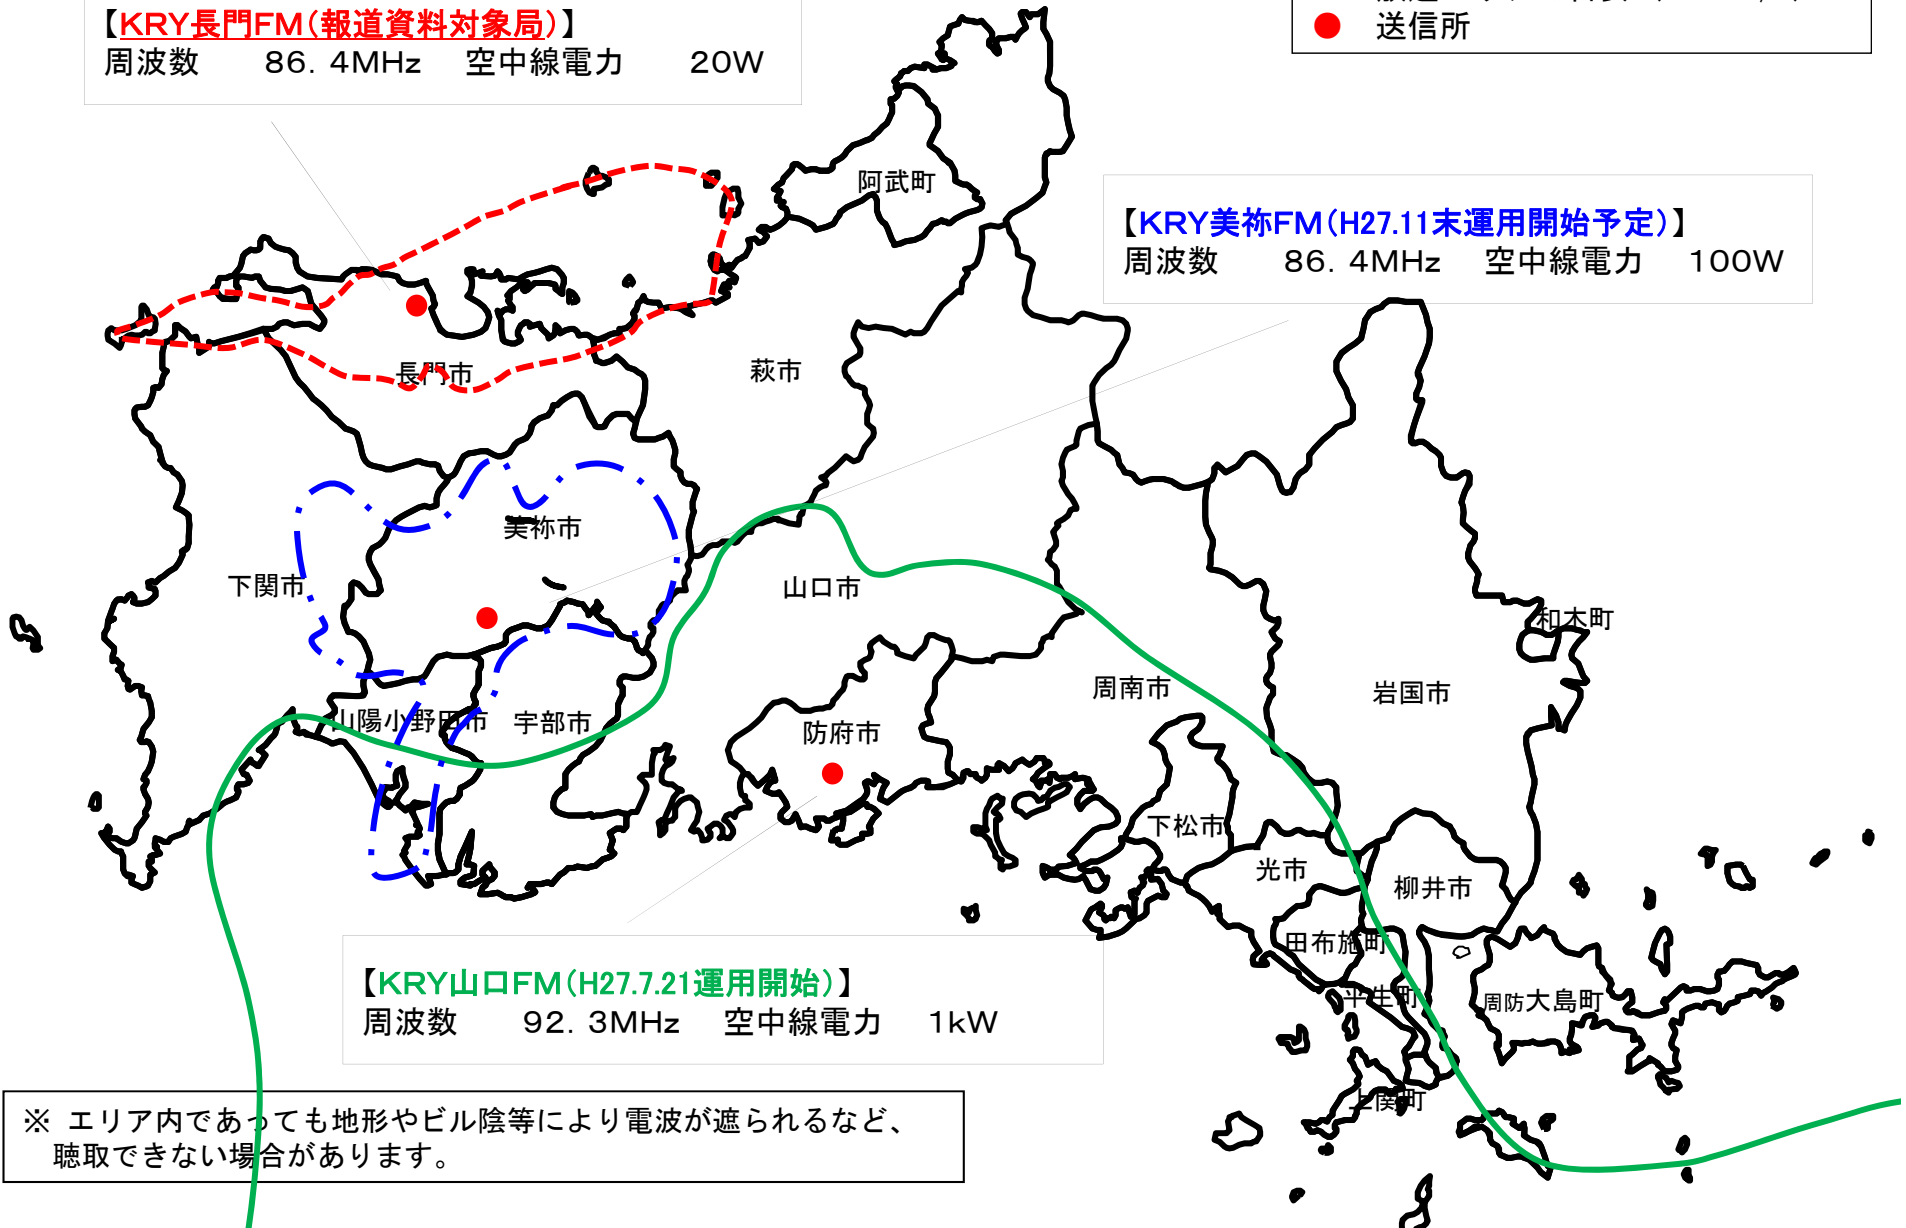 【KRY長門FM(報道資料対象局)】
周波数 86. 4MHz 空中線電力 20W
● 送信所
阿武町
【KRY美祢FM(H27.11末運用開始予定)】
周波数 86. 4MHz 空中線電力 100W
長門市
萩市
美祢市
下関市
山口市
和木町
周南市
岩国市
山陽小野田市
宇部市
防府市
下松市
光市
柳井市
田布施町
平生町
周防大島町
上関町
【KRY山口FM(H27.7.21運用開始)】
周波数 92. 3MHz 空中線電力 1kW
※ エリア内であっても地形やビル陰等により電波が遮られるなど、
聴取できない場合があります。